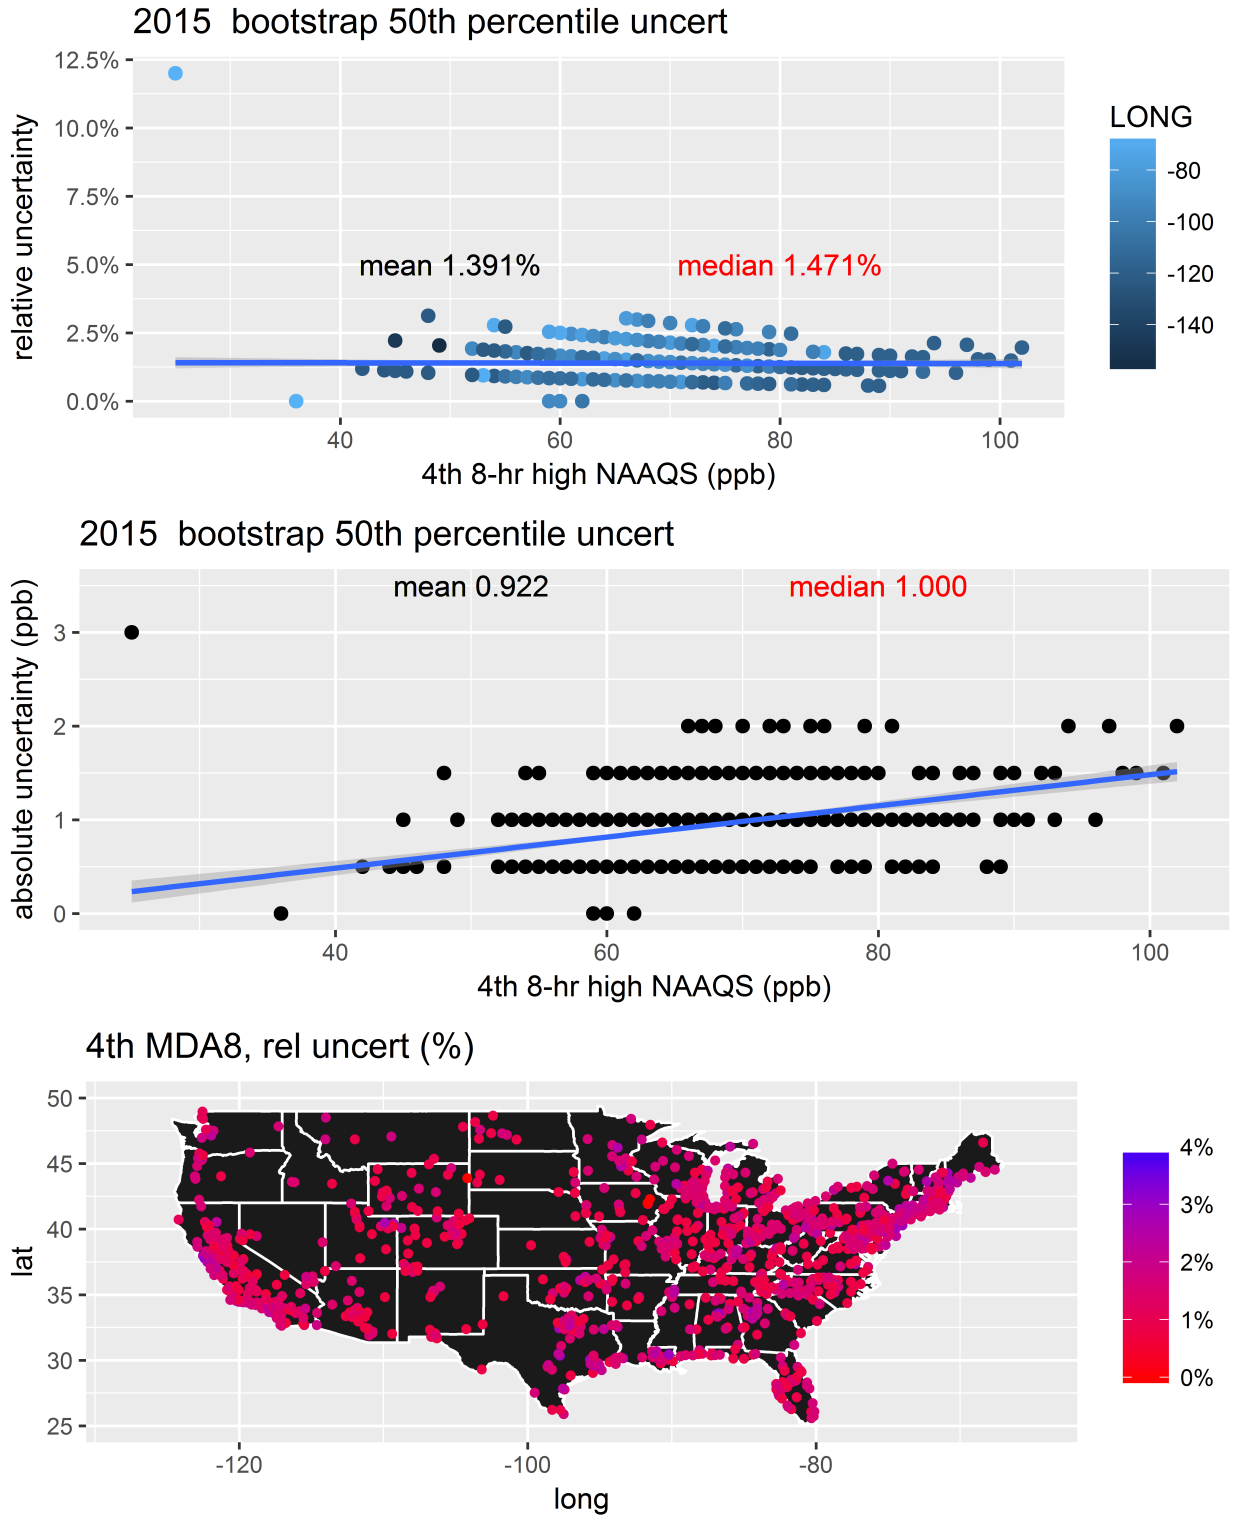 2015  bootstrap 50th percentile uncert
12.5%
10.0%
7.5%
5.0%
2.5%
0.0%
relative uncertainty
mean 1.391%
median 1.471%
40
60
80
100
4th 8-hr high NAAQS (ppb)
LONG
-80
-100
-120
-140
2015  bootstrap 50th percentile uncert
mean 0.922
median 1.000
3
2
1
0
absolute uncertainty (ppb)
40
60
80
100
4th 8-hr high NAAQS (ppb)
4th MDA8, rel uncert (%)
50
45
40
35
30
25
lat
-120
-100
-80
long
4%
3%
2%
1%
0%